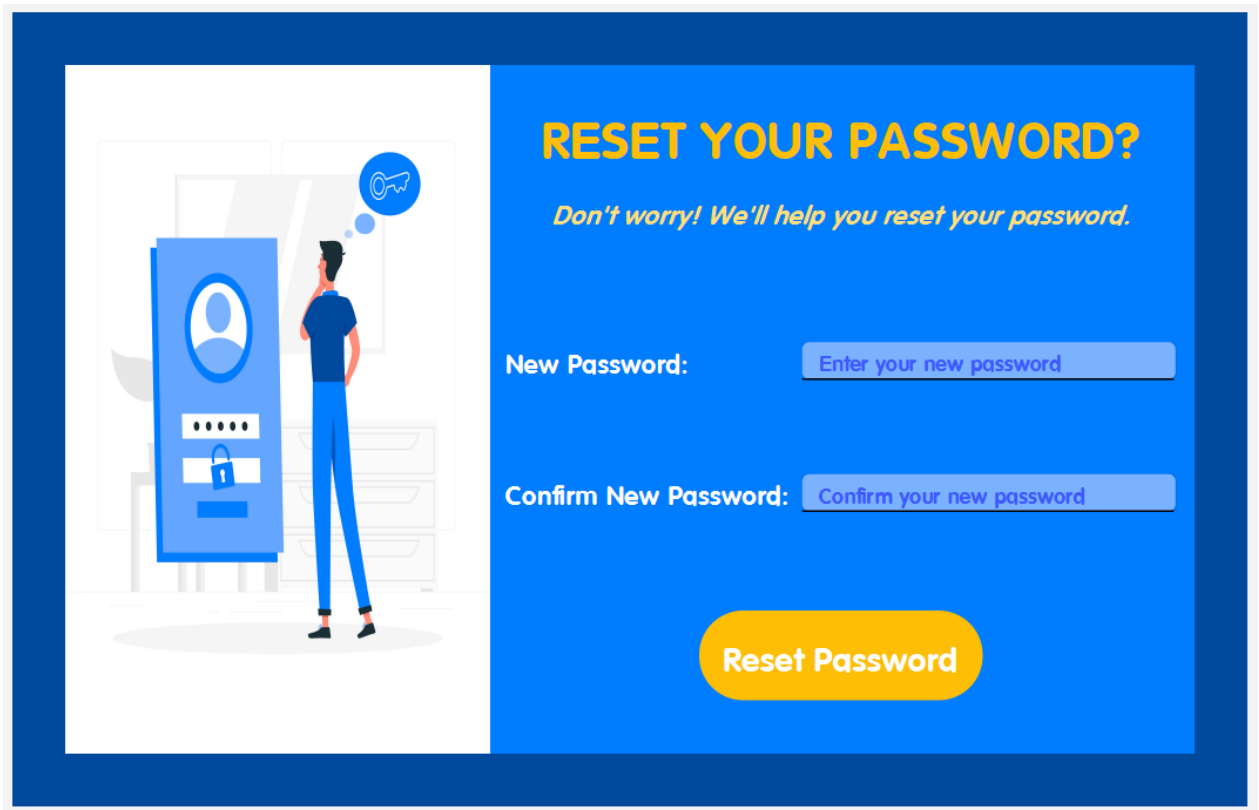 RESET YOUR PASSWORD?
Don't worry! We'll help you reset your password.
New Password:
Enter your new password
Confirm New Password:
Confirm your new password
Reset Password